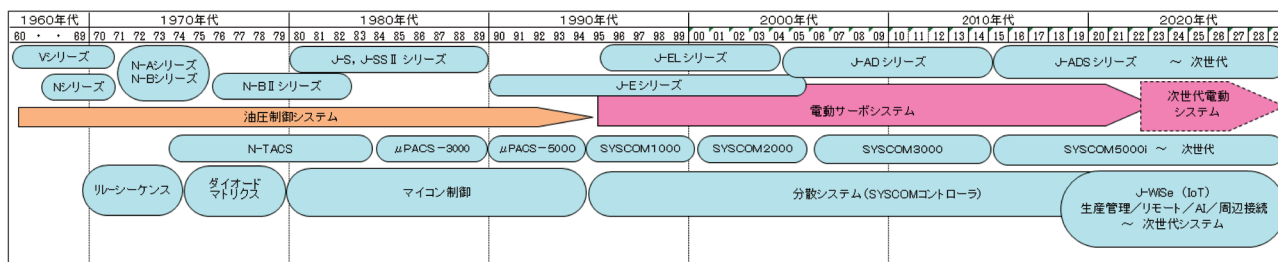 1960年代 1970年代 1980年代 1990年代 2000年代 2010年代 2020年代
60 ・ ・ 69 70 71 72 73 74 75 76 77 78 79 80 81 82 83 84 85 86 87 88 89 90 91 92 93 94 95 96 97 98 99 00 01 02 03 04 05 06 07 08 09 10 11 12 13 14 15 16 17 18 19 20 21 22 23 24 25 26 27 28
Vシリーズ
N-Aシリーズ
N-Bシリーズ
J-S, J-SSⅡ シリーズ
J-ELシリーズ
J-ADシリーズ
J-ADSシリーズ ～ 次世代
Nシリーズ
N-BⅡシリーズ
J-Eシリーズ
油圧制御システム
電動サーボシステム
次世代電動
システム
N-TACS
μPACS-3000
μPACS-5000
SYSCOM1000
SYSCOM2000
SYSCOM3000
SYSCOM5000i ～ 次世代
リレーシーケンス
ダイオード
マトリクス
マイコン制御
分散システム(SYSCOMコントローラ)
J-WiSe (IoT)
生産管理／リモート／AI／周辺接続
～ 次世代システム